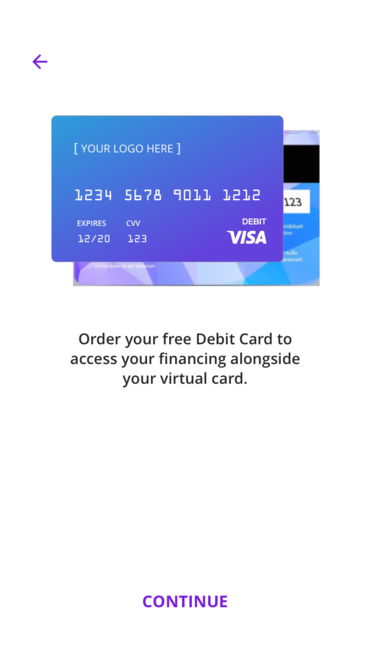 [ YOUR LOGO HERE ]
1234 5678 9011 1212
EXPIRES CVV
12/20 123
DEBIT
VISA
123
Order your free Debit Card to
access your financing alongside
your virtual card.
CONTINUE